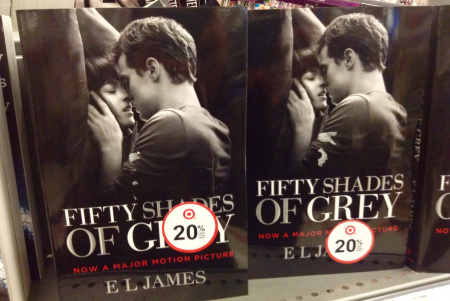 FIFTY SHADES
OF GREY
20%
NOW A MAJOR MOTION PICTURE
E L JAMES
FIFTY SHADES
OF GREY
NOW A MAJOR PICTURE
20%
E L JAMES